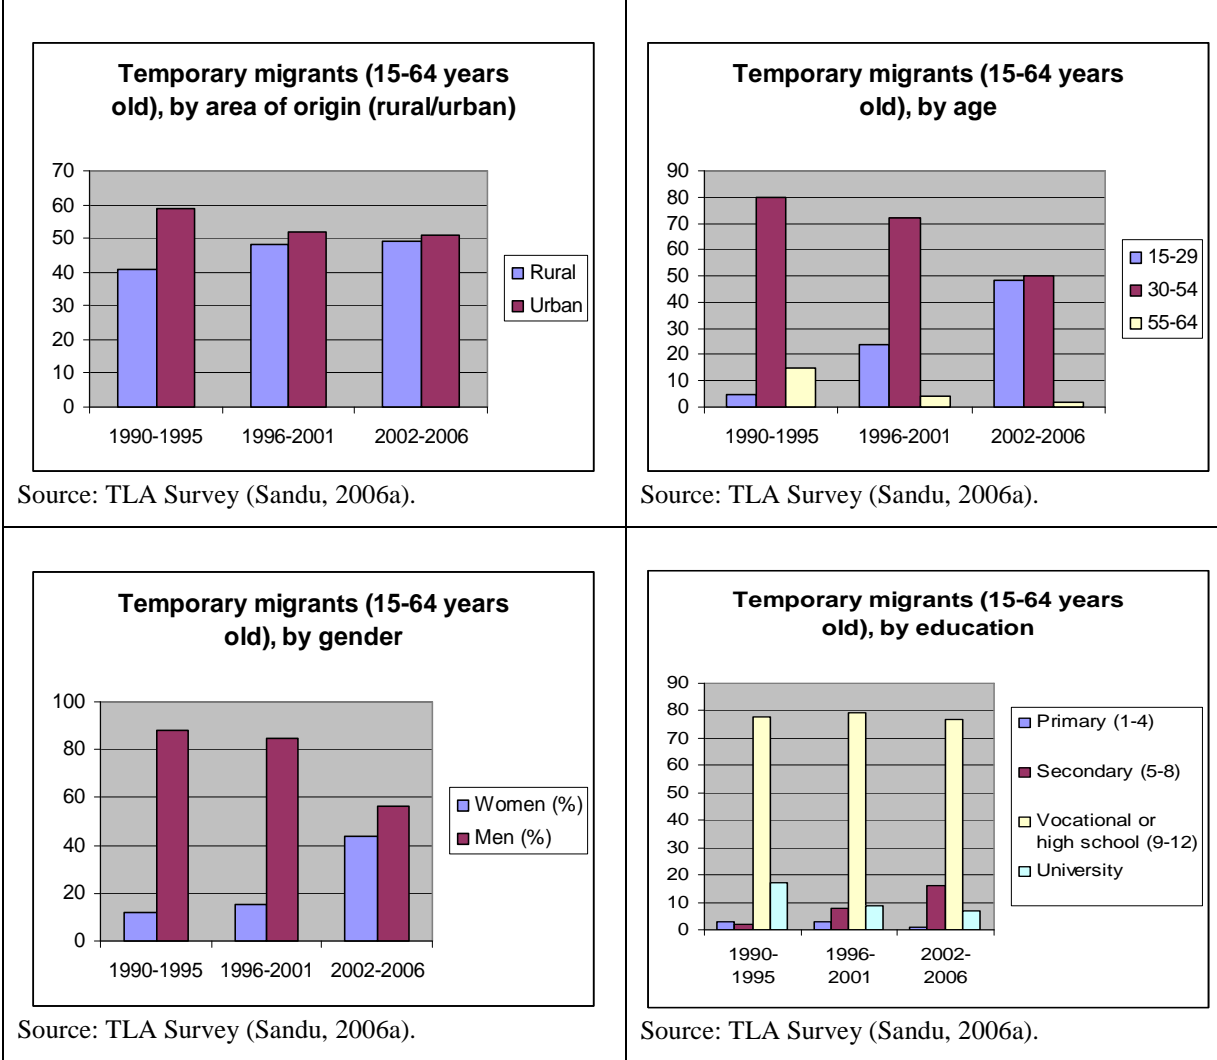 Temporary migrants (15-64 years
old), by area of origin (rural/urban)
70
60
50
40
30
20
10
0
1990-1995 1996-2001 2002-2006
Rural
Urban
Source: TLA Survey (Sandu, 2006a).
Temporary migrants (15-64 years
old), by age
90
80
70
60
50
40
30
20
10
0
1990-1995 1996-2001 2002-2006
15-29
30-54
55-64
Source: TLA Survey (Sandu, 2006a).
Temporary migrants (15-64 years
old), by gender
100
80
60
40
20
0
1990-1995 1996-2001 2002-2006
Women (%)
Men (%)
Source: TLA Survey (Sandu, 2006a).
Temporary migrants (15-64 years
old), by education
90
80
70
60
50
40
30
20
10
0
1990- 1996- 2002-
1995 2001 2006
Primary (1-4)
Secondary (5-8)
Vocational or
high school (9-12)
University
Source: TLA Survey (Sandu, 2006a).